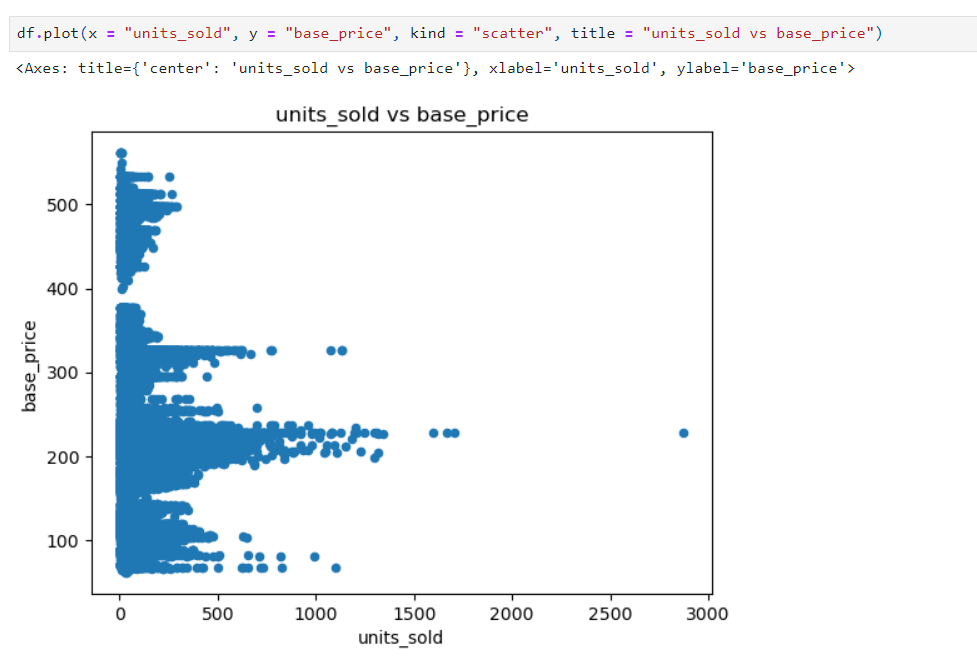 df.plot(x = "units_sold", y = "base_price", kind = "scatter", title = "units_sold vs base_price")
<Axes: title={'center': 'units_sold vs base_price'}, xlabel='units_sold', ylabel='base_price'>
units_sold vs base_price
500
400
300
200
100
base_price
0 500 1000 1500 2000 2500 3000
units_sold